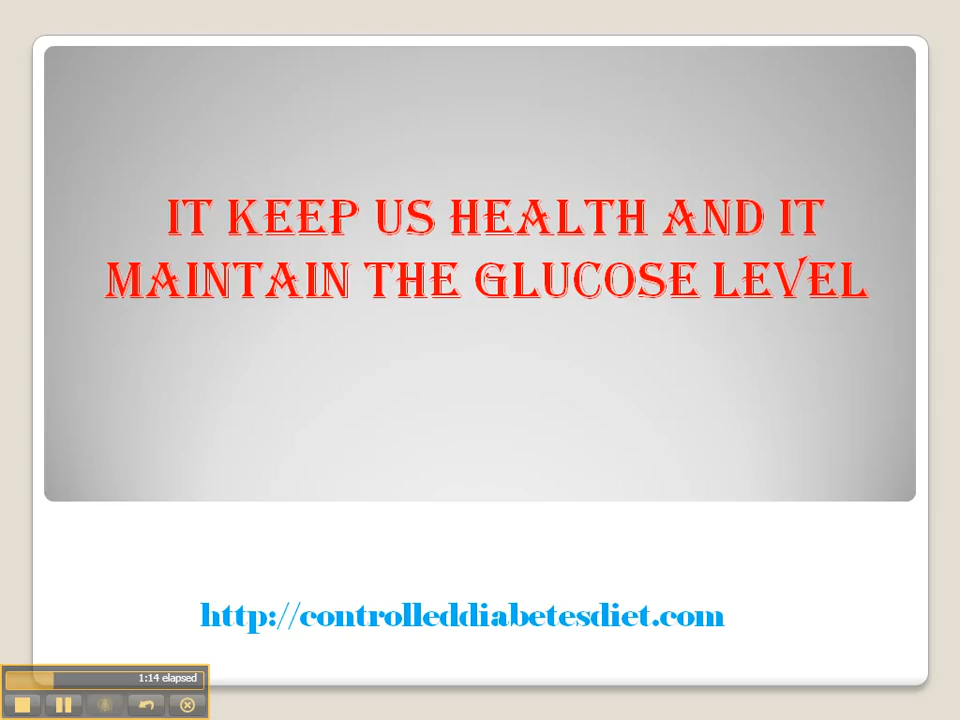 IT KEEP US HEALTH AND IT
MAINTAIN THE GLUCOSE LEVEL
http://controlleddiabetesdiet.com
1:14 elapsed